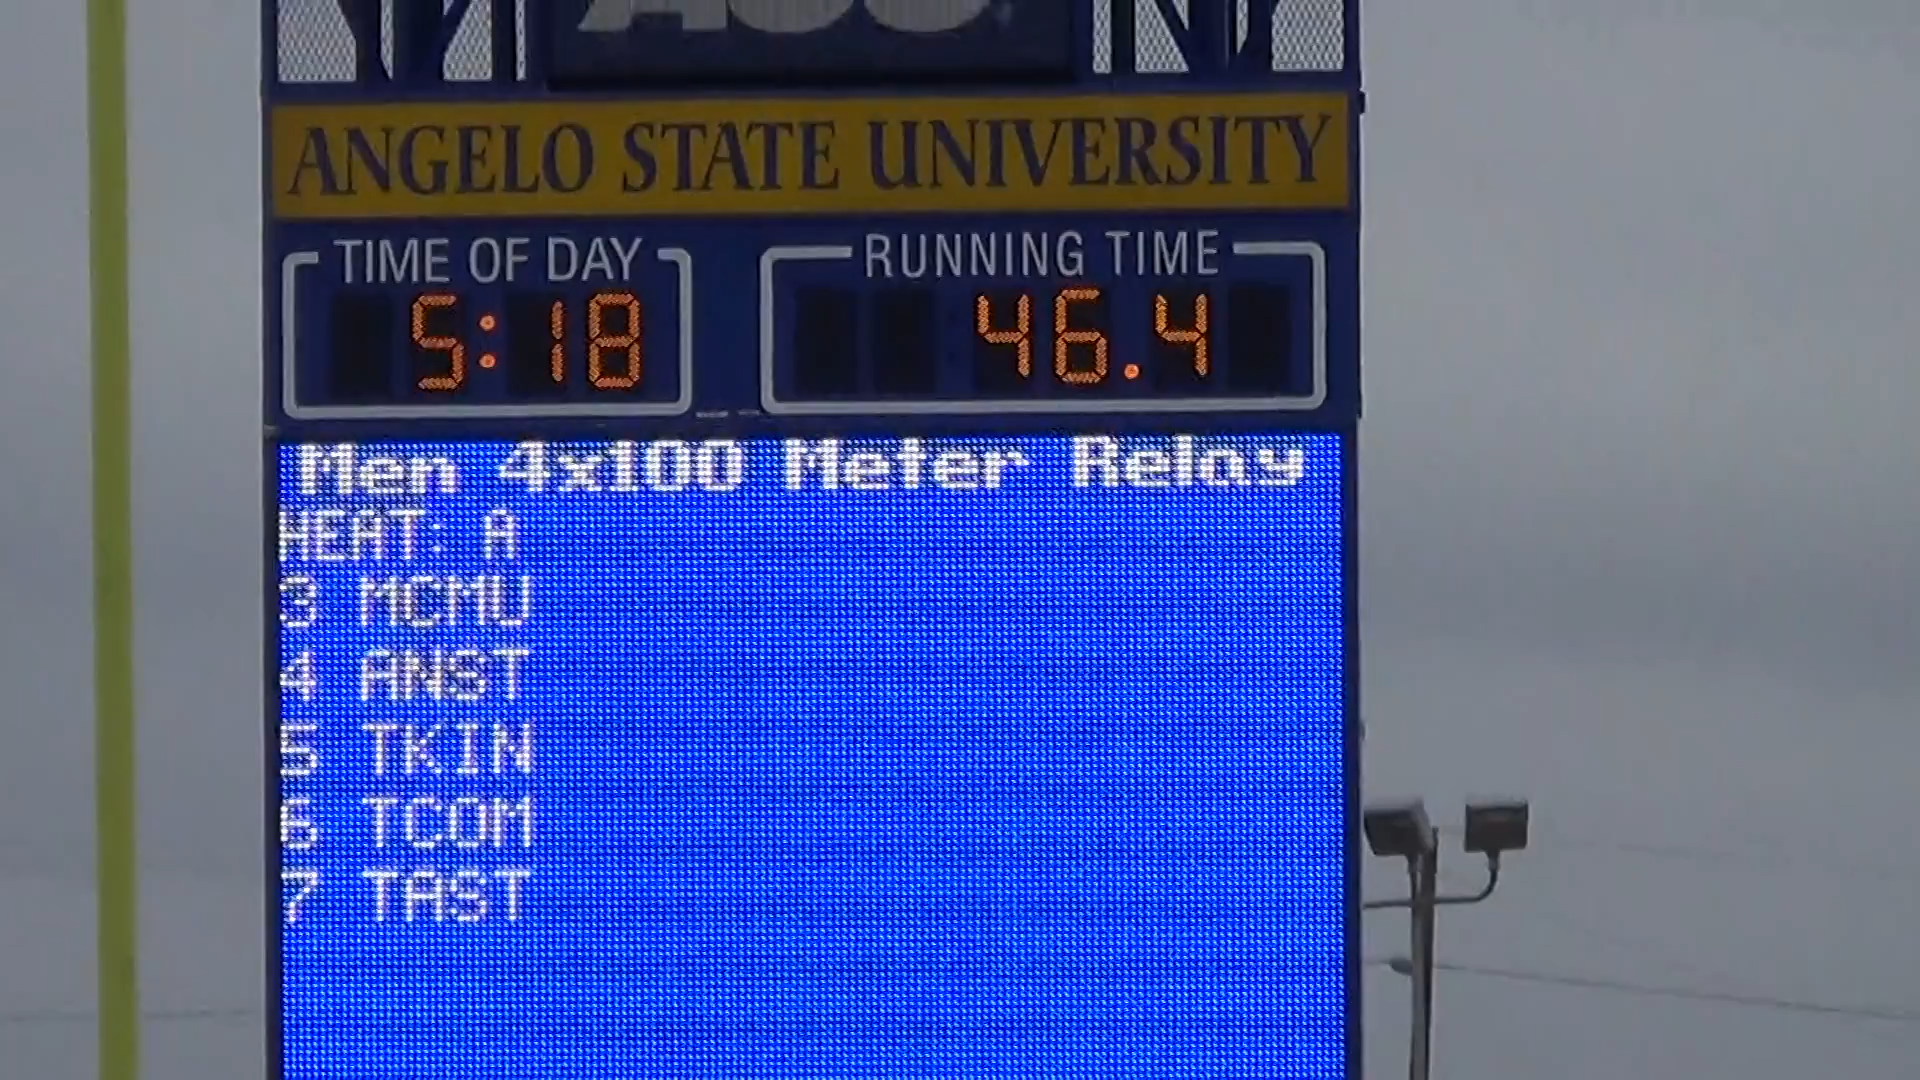 ANGELO STATE UNIVERSITY
TIME OF DAY
5:18
RUNNING TIME
46.4
Men 4x100 Meter Relay
HEAT: A
3 MCMU
4 ANST
5 TKIN
6 TCOM
7 TAST